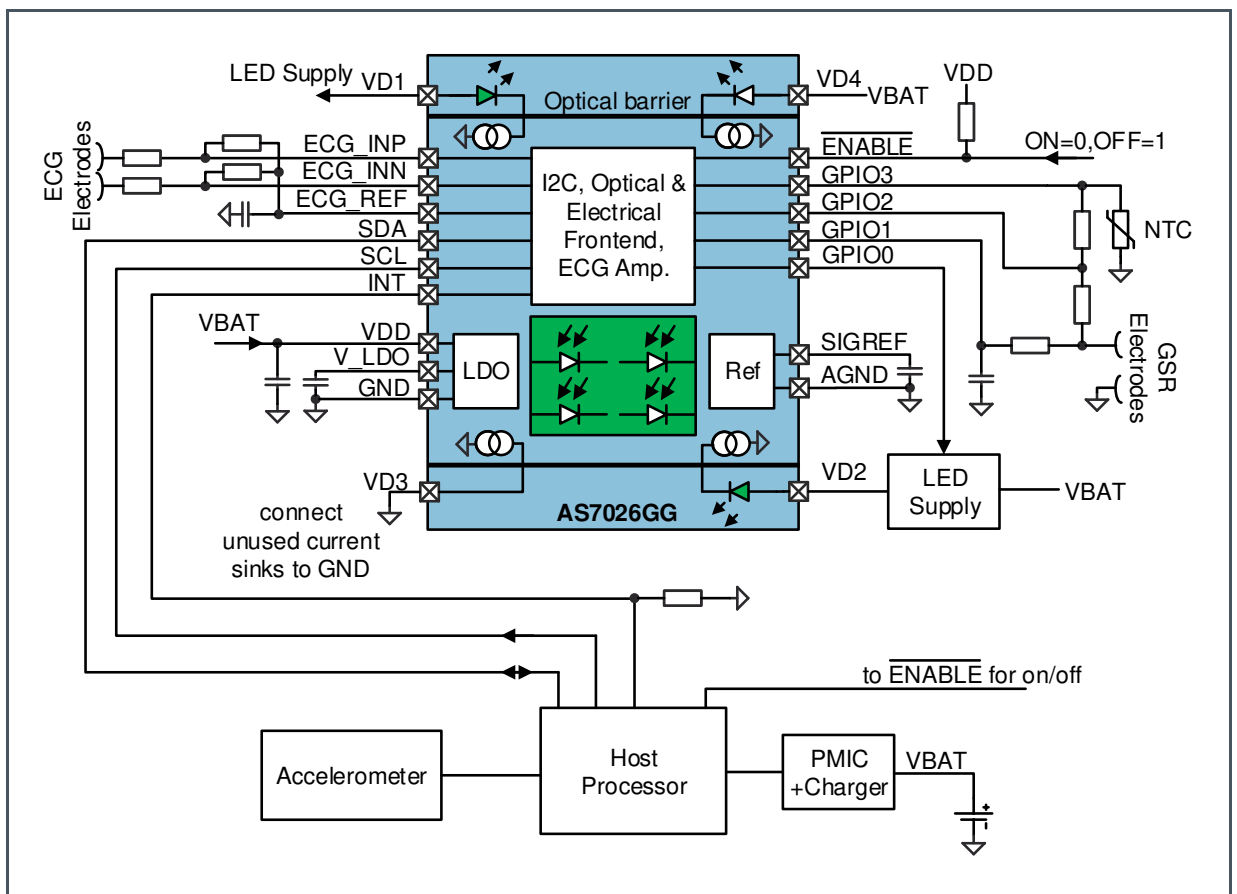 LED Supply
VD1
Optical barrier
VD4
VBAT
VDD
ECG
Electrodes
ECG_INP
ECG_INN
ECG_REF
SDA
SCL
INT
I2C, Optical &
Electrical
Frontend,
ECG Amp.
ENABLE
ON=0,OFF=1
GPIO3
GPIO2
GPIO1
GPIO0
NTC
VBAT
VDD
V_LDO
GND
LDO
Ref
SIGREF
AGND
GSR
Electrodes
VD3
AS7026GG
VD2
LED
Supply
VBAT
connect
unused current
sinks to GND
to ENABLE for on/off
Accelerometer
Host
Processor
PMIC
+Charger
VBAT
+
-